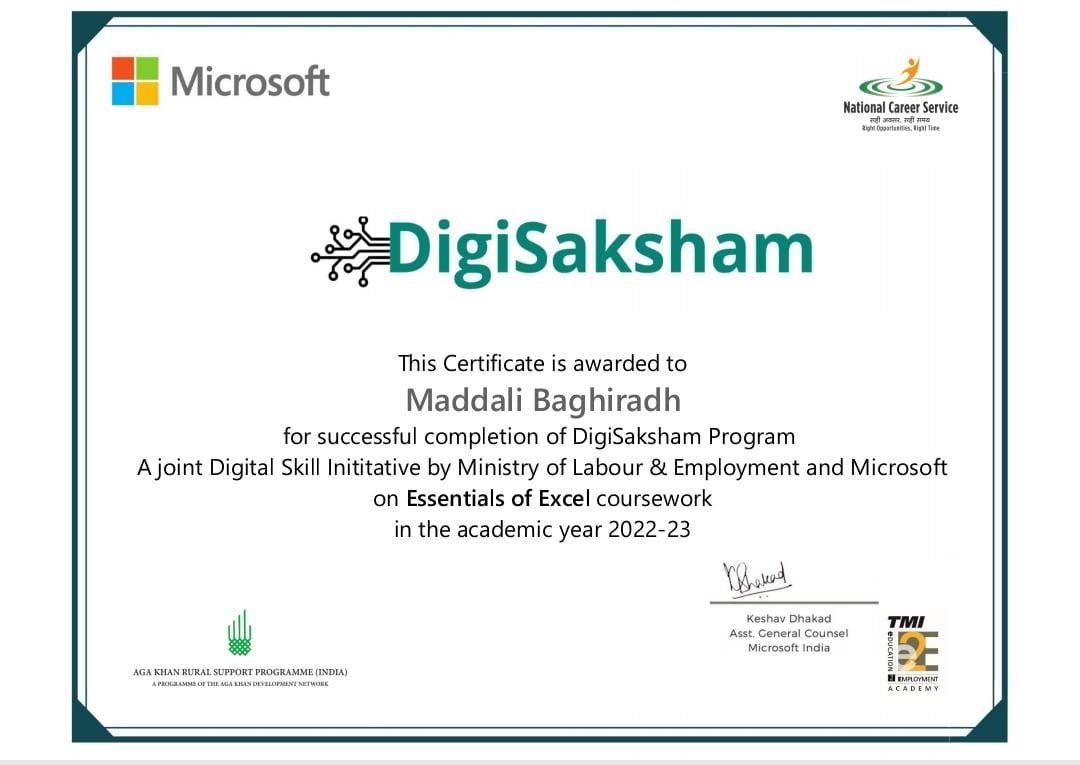 Microsoft
National Career Service
सही अवसर, सही समय
Right Opportunities, Right Time
DigiSaksham
This Certificate is awarded to
Maddali Baghiradh
for successful completion of DigiSaksham Program
A joint Digital Skill Inititative by Ministry of Labour & Employment and Microsoft
on Essentials of Excel coursework
in the academic year 2022-23
KShakad
Keshav Dhakad
Asst. General Counsel
Microsoft India
AGA KHAN RURAL SUPPORT PROGRAMME (INDIA)
A PROGRAMME OF THE AGA KHAN DEVELOPMENT NETWORK
TMI
eDUCATION
e2E
2 EMPLOYMENT
ACADEMY